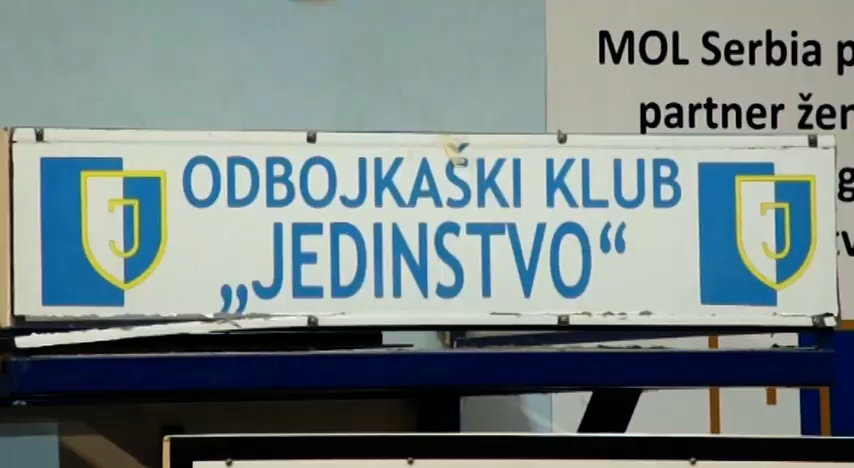 MOL Serbia
partner
ODBOJKAŠKI KLUB
„JEDINSTVO“
J
J